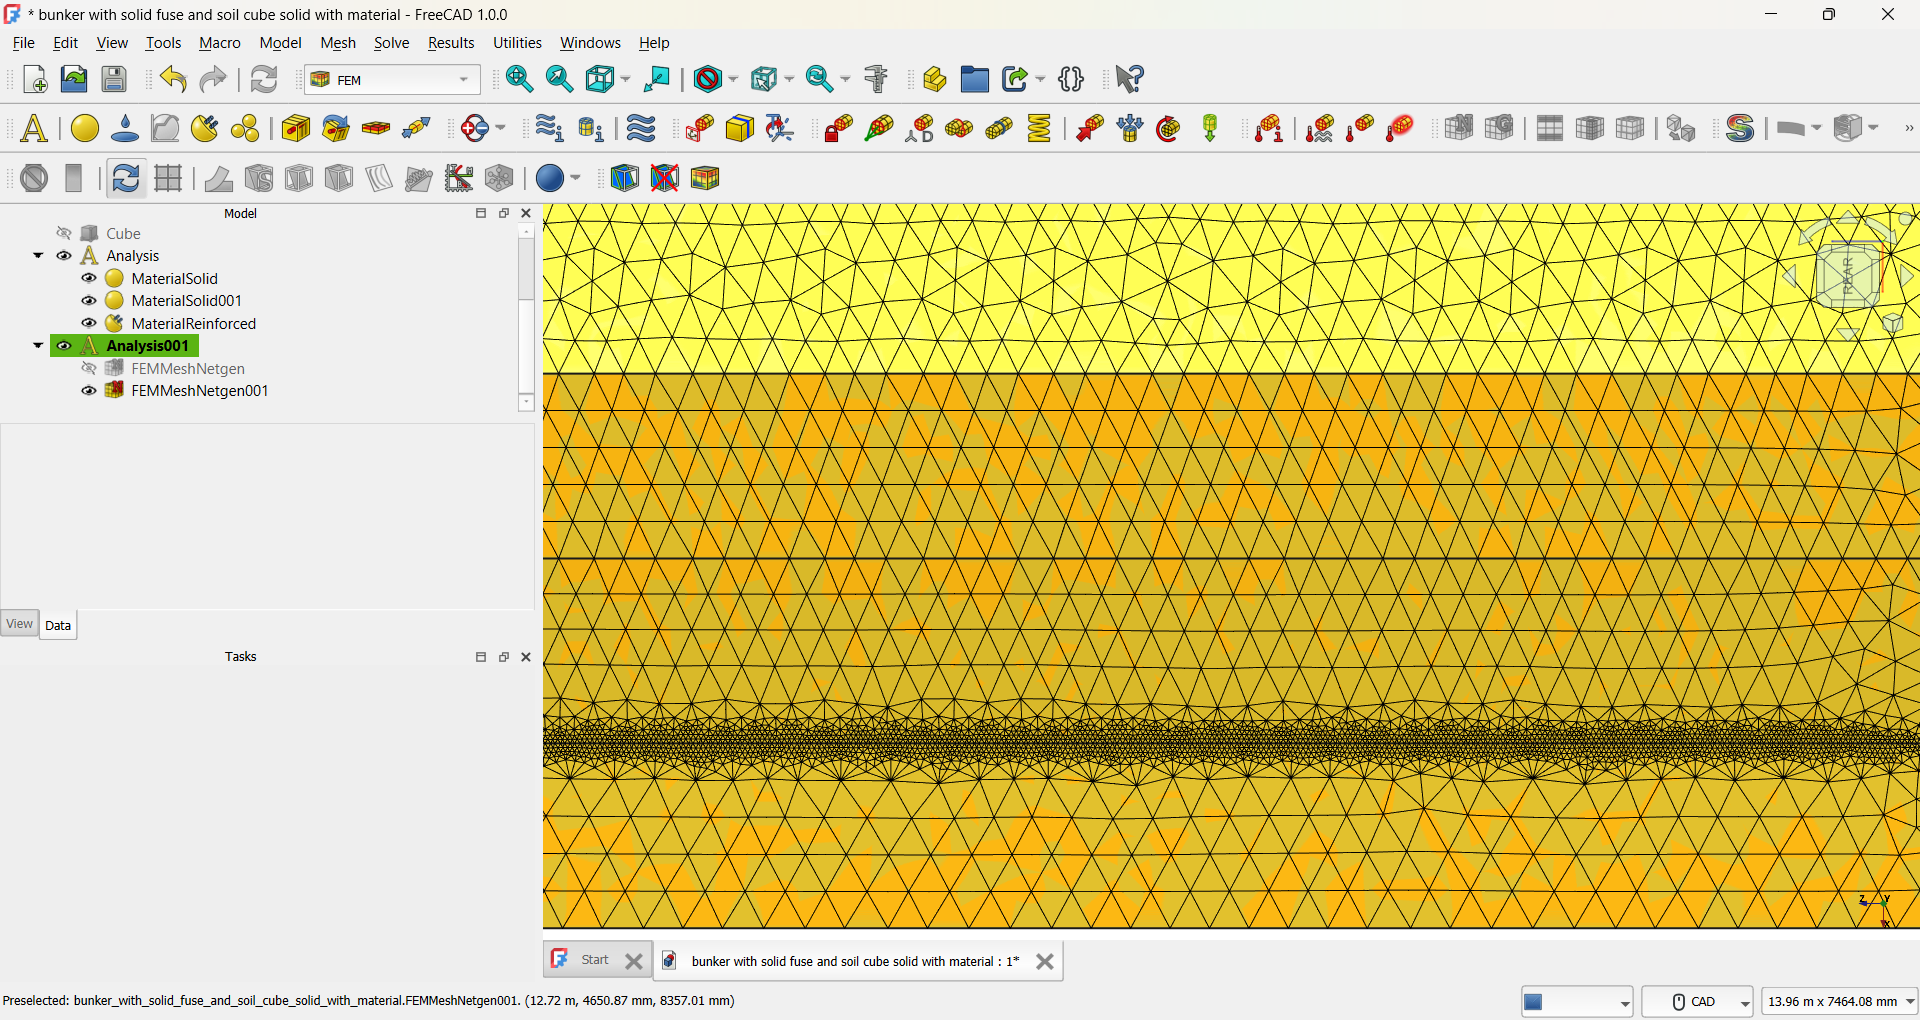 * bunker with solid fuse and soil cube solid with material - FreeCAD 1.0.0
File Edit View Tools Macro Model Mesh Solve Results Utilities Windows Help
FEM
Model
Cube
Analysis
MaterialSolid
MaterialSolid001
MaterialReinforced
Analysis001
FEMMeshNetgen
FEMMeshNetgen001
View Data
Tasks
REAR
Z Y
X
Start
bunker with solid fuse and soil cube solid with material : 1*
Preselected: bunker_with_solid_fuse_and_soil_cube_solid_with_material.FEMMeshNetgen001. (12.72 m, 4650.87 mm, 8357.01 mm)
CAD
13.96 m x 7464.08 mm